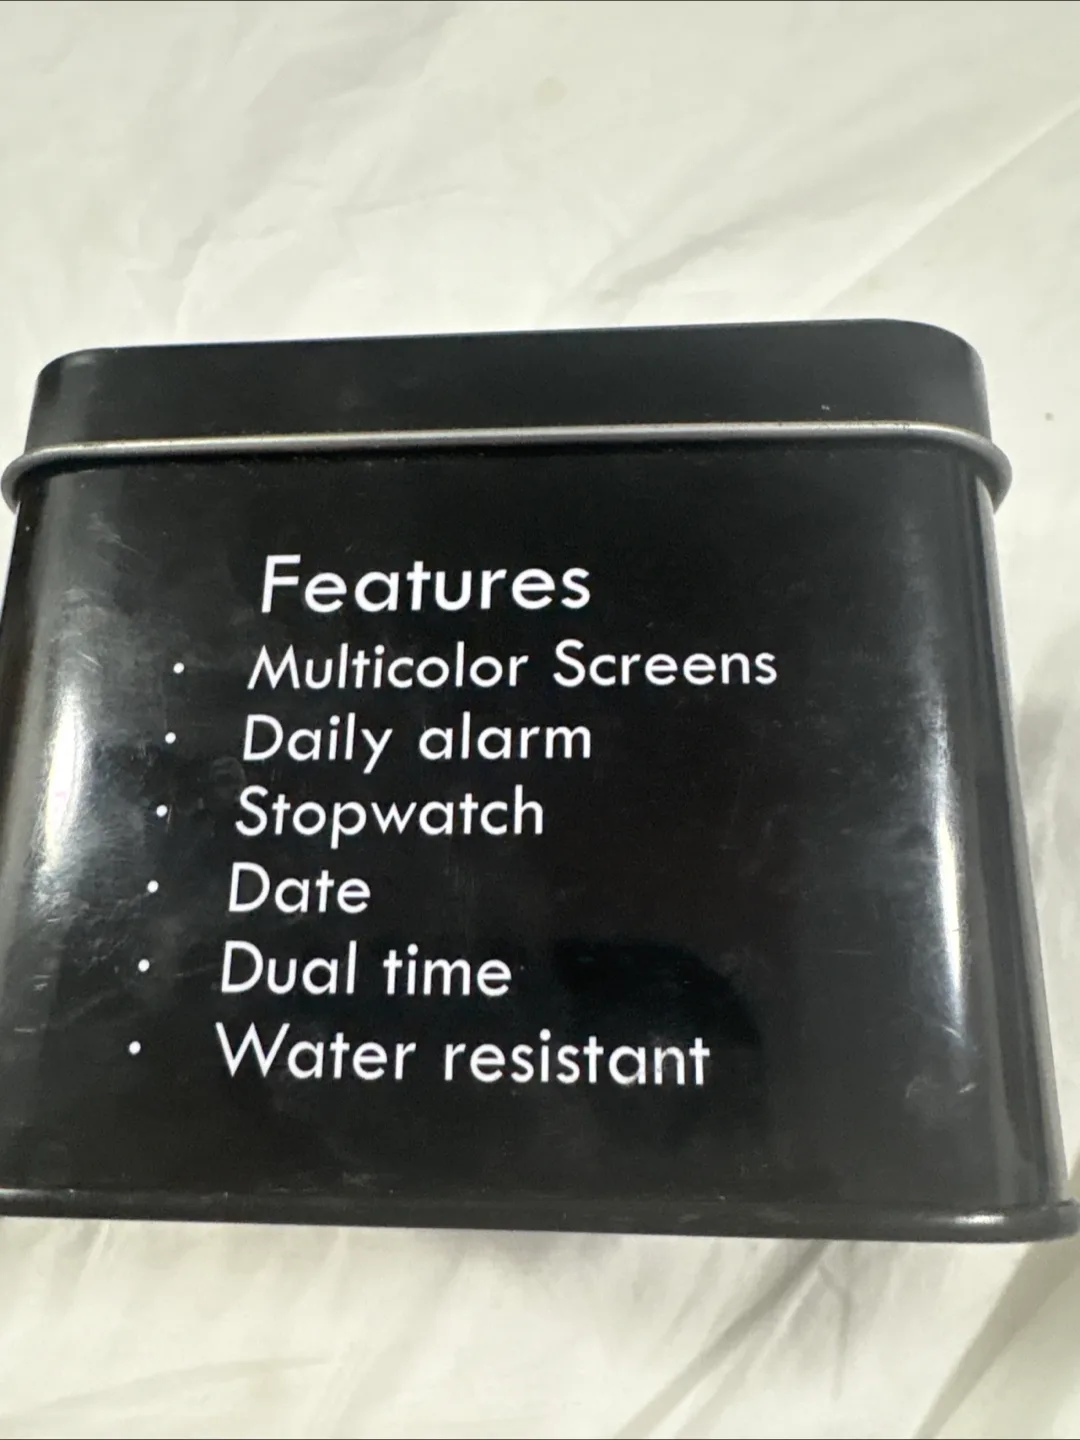 Features
• Multicolor Screens
• Daily alarm
• Stopwatch
• Date
• Dual time
• Water resistant